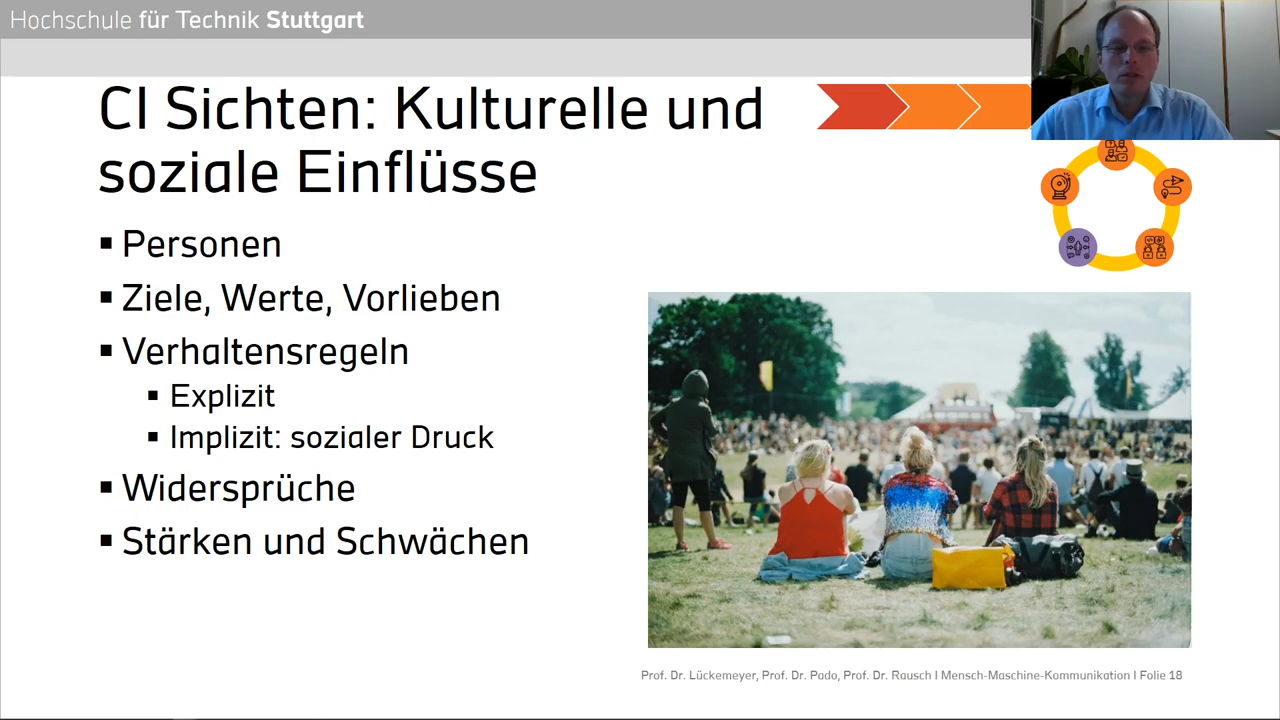 Hochschule für Technik Stuttgart
CI Sichten: Kulturelle und
soziale Einflüsse
Personen
Ziele, Werte, Vorlieben
Verhaltensregeln
Explizit
Implizit: sozialer Druck
Widersprüche
Stärken und Schwächen
Prof. Dr. Lückemeyer, Prof. Dr. Pado, Prof. Dr. Rausch I Mensch-Maschine-Kommunikation I Folie 18